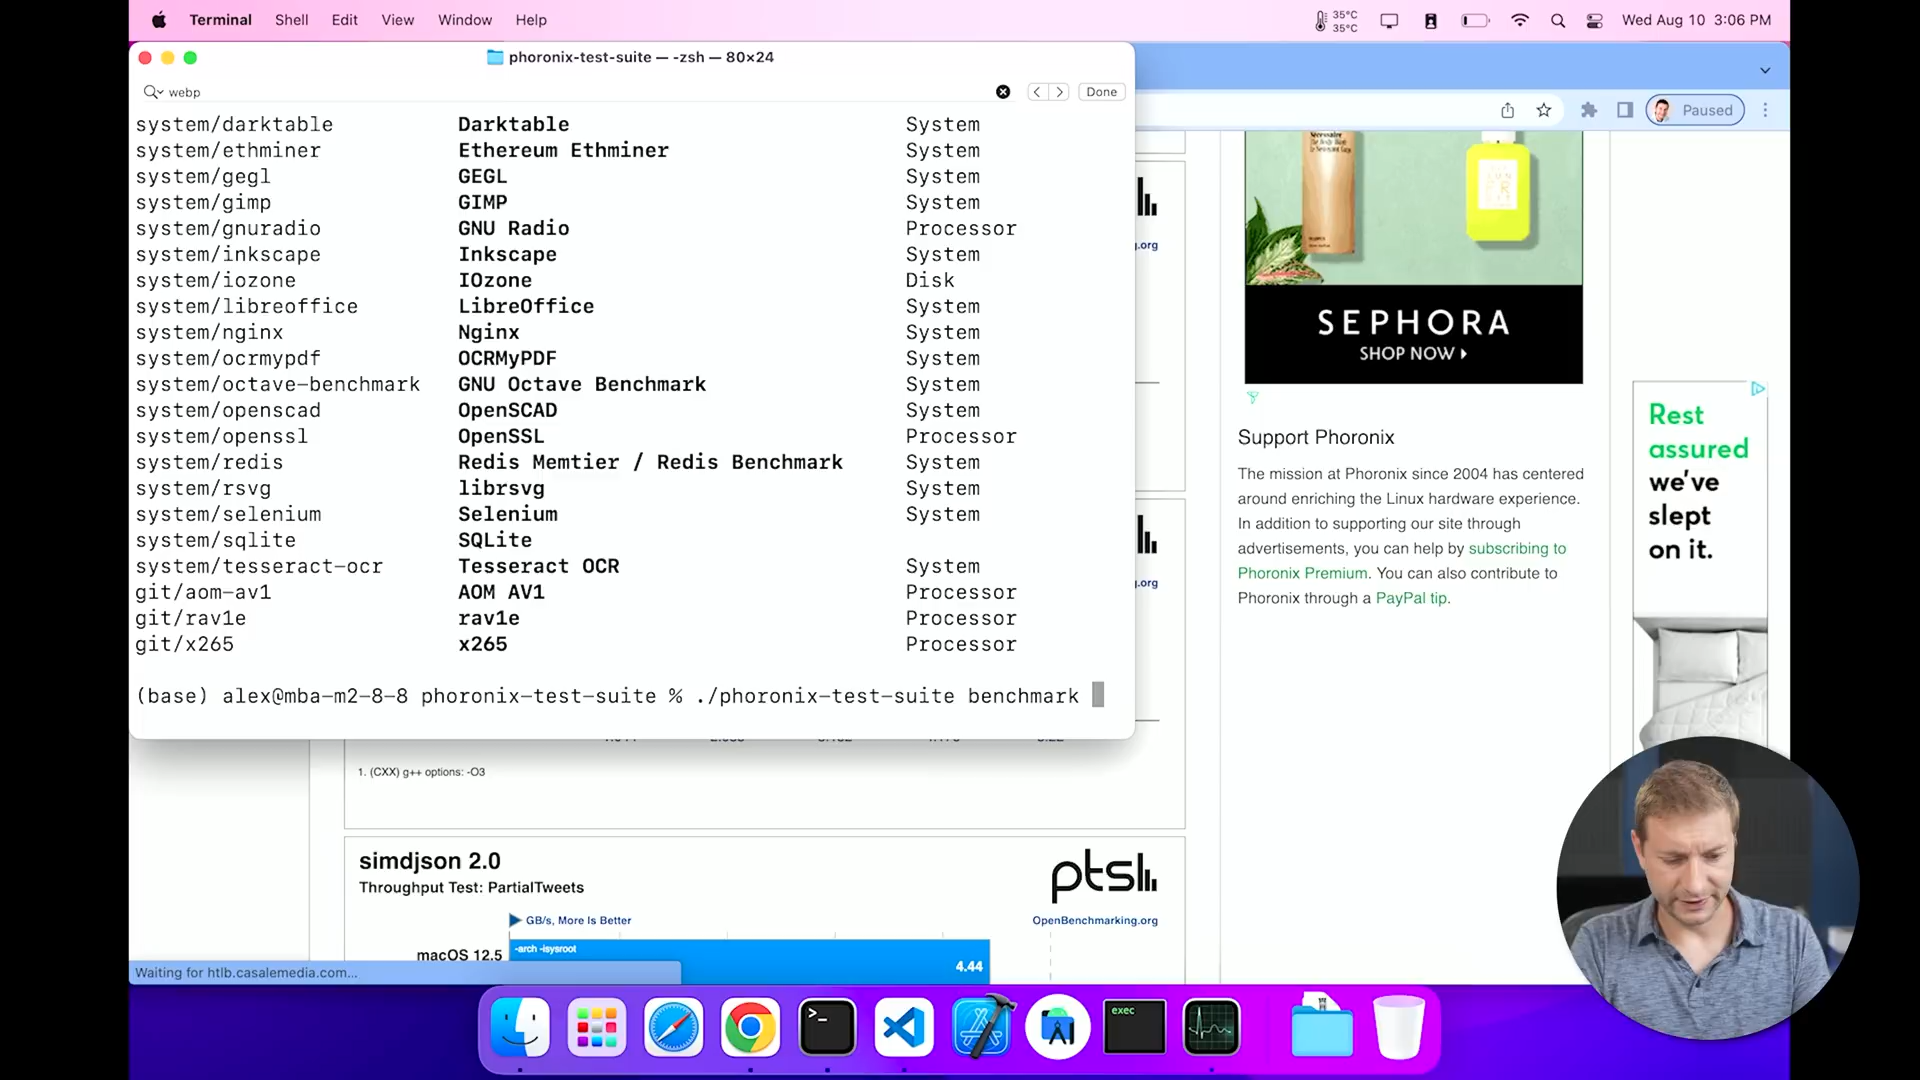 Terminal Shell Edit View Window Help 35°C 35°C Wed Aug 10 3:06 PM
phoronix-test-suite — -zsh — 80×24
webp Done
Paused
system/darktable Darktable System
system/ethminer Ethereum Ethminer System
system/gegl GEGL System
system/gimp GIMP System
system/gnuradio GNU Radio Processor
system/inkscape Inkscape System
system/iozone IOzone Disk
system/libreoffice LibreOffice System
system/nginx Nginx System
system/ocrmypdf OCRMyPDF System
system/octave-benchmark GNU Octave Benchmark System
system/openscad OpenSCAD System
system/openssl OpenSSL Processor
system/redis Redis Memtier / Redis Benchmark System
system/rsvg librsvg System
system/selenium Selenium System
system/sqlite SQLite
system/tesseract-ocr Tesseract OCR System
git/aom-av1 AOM AV1 Processor
git/rav1e rav1e Processor
git/x265 x265 Processor
(base) alex@mba-m2-8-8 phoronix-test-suite % ./phoronix-test-suite benchmark
.org
.org
1. (CXX) g++ options: -O3
simdjson 2.0
Throughput Test: PartialTweets
ptsl
OpenBenchmarking.org
GB/s, More Is Better
macOS 12.5
-arch -isysroot
4.44
Waiting for htlb.casalemedia.com...
SEPHORA
SHOP NOW
Support Phoronix
The mission at Phoronix since 2004 has centered
around enriching the Linux hardware experience.
In addition to supporting our site through
advertisements, you can help by subscribing to
Phoronix Premium. You can also contribute to
Phoronix through a PayPal tip.
Rest
assured
we've
slept
on it.
exec